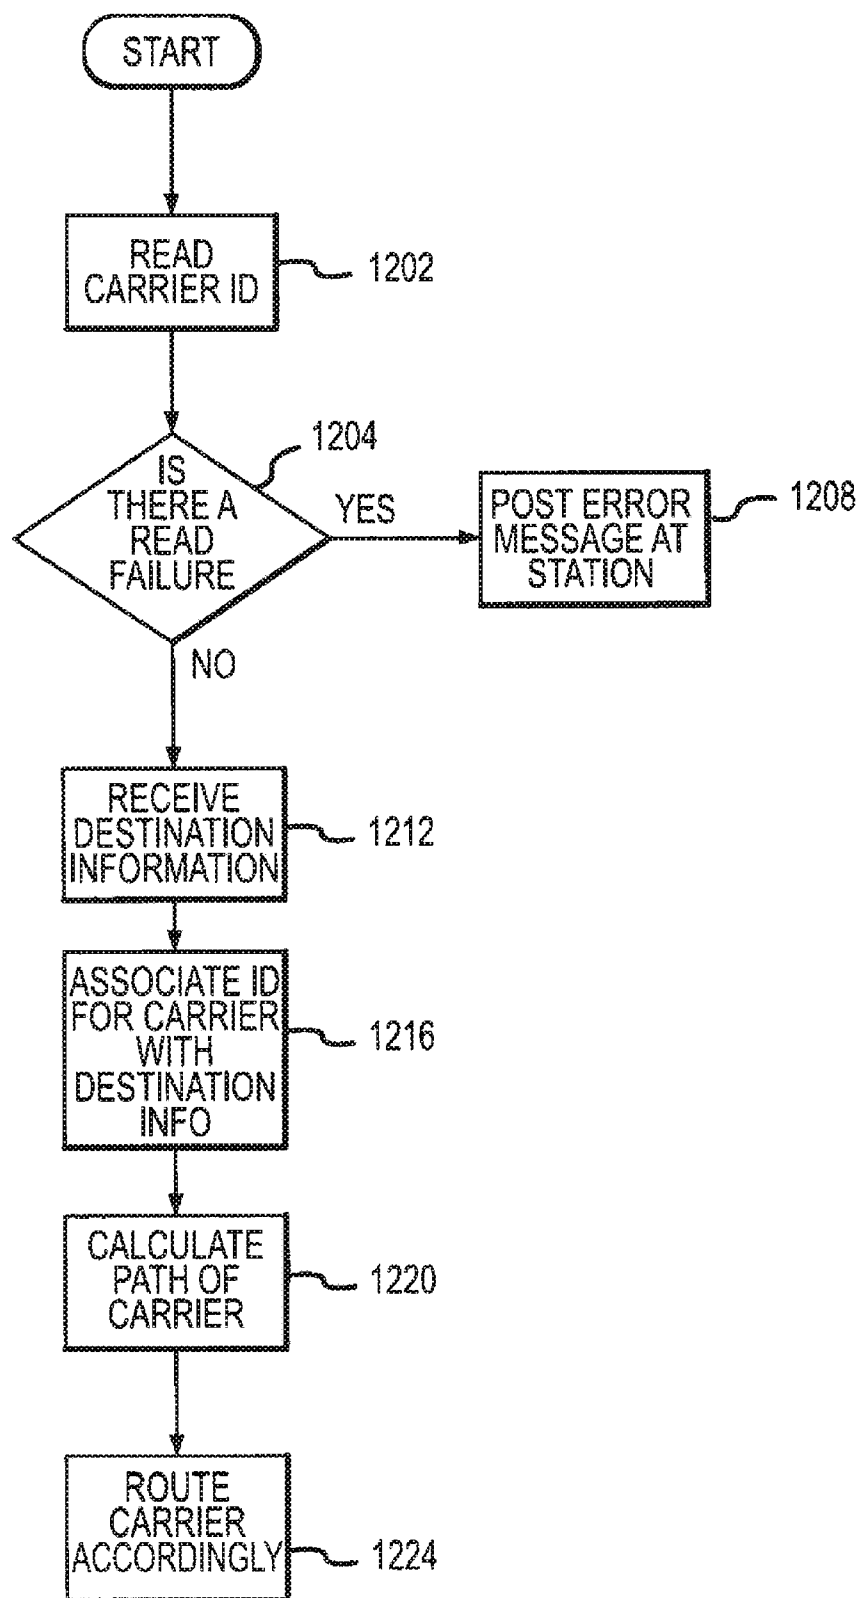 START
READ
CARRIER ID
1202
1204
IS
THERE A
READ
FAILURE
YES
POST ERROR
MESSAGE AT
STATION
1208
NO
RECEIVE
DESTINATION
INFORMATION
1212
ASSOCIATE ID
FOR CARRIER
WITH
DESTINATION
INFO
1216
CALCULATE
PATH OF
CARRIER
1220
ROUTE
CARRIER
ACCORDINGLY
1224